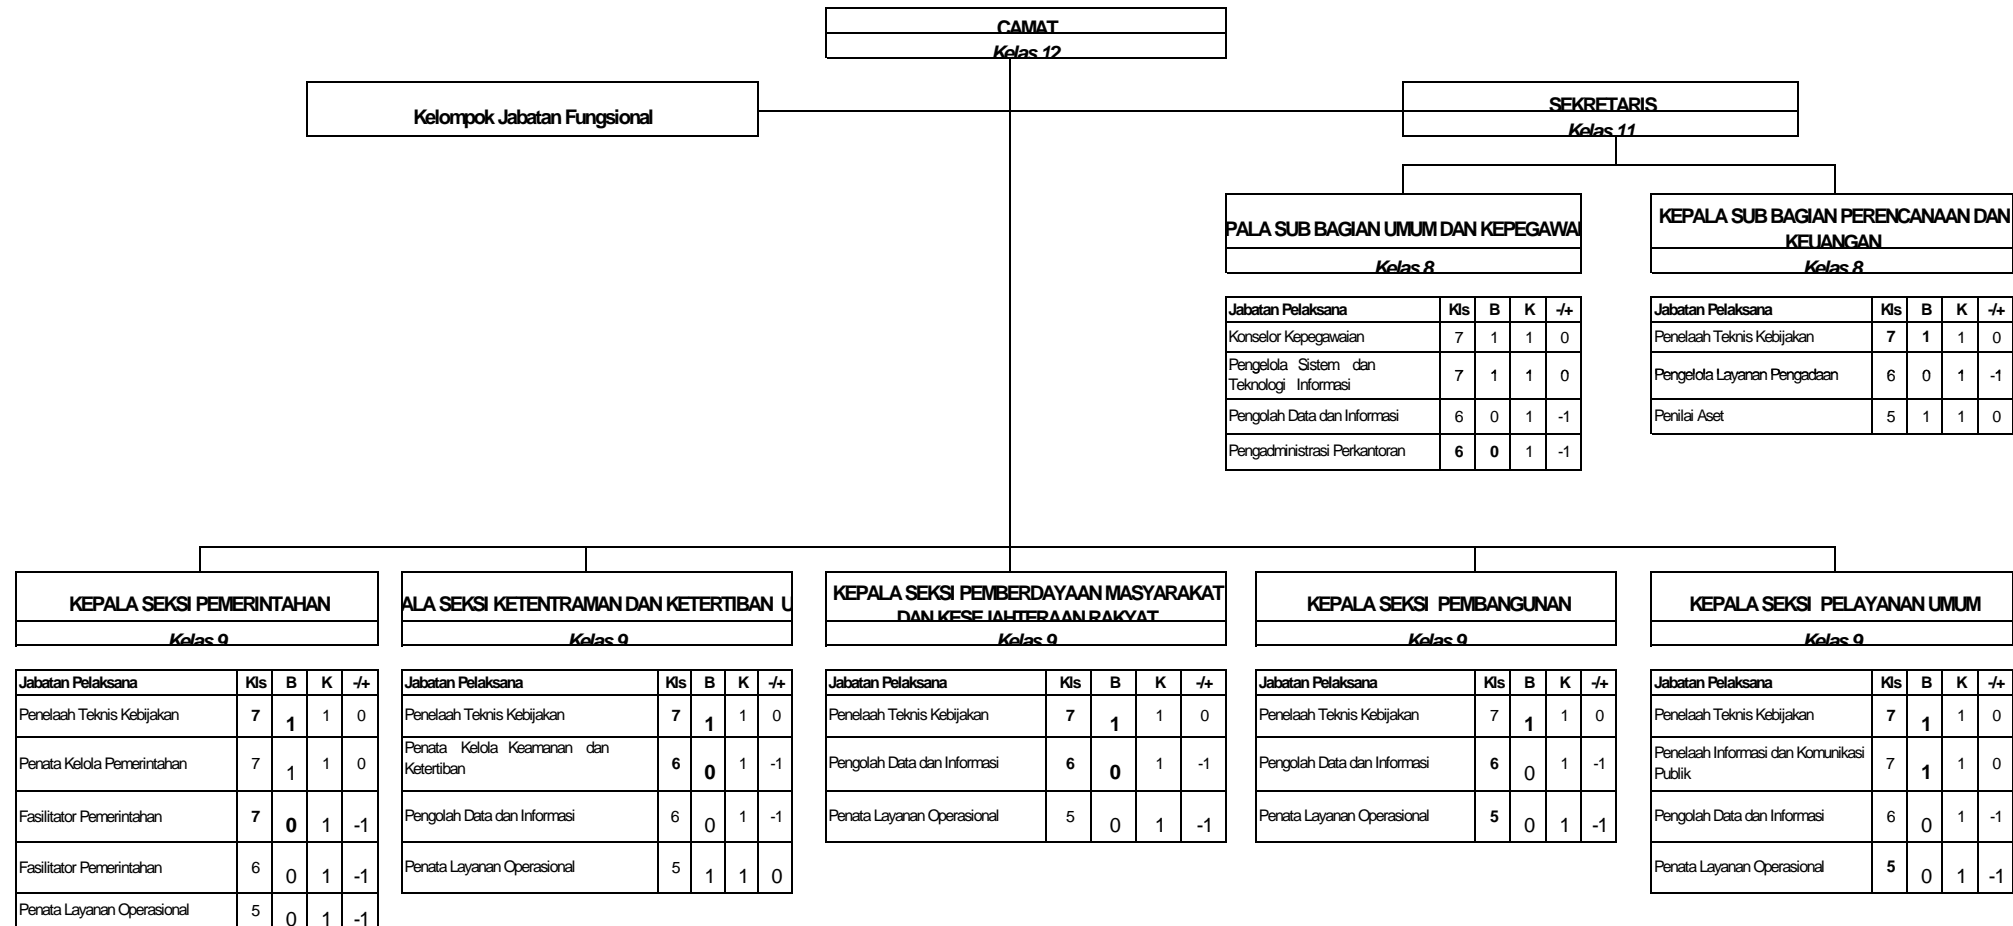 CAMAT
Kelas 12
Kelompok Jabatan Fungsional
SEKRETARIS
Kelas 11
PALA SUB BAGIAN UMUM DAN KEPEGAWAI
Kelas 8
KEPALA SUB BAGIAN PERENCANAAN DAN
KEUANGAN
Kelas 8
Jabatan Pelaksana Kls B K -/+
Konselor Kepegawaian 7 1 1 0
Pengelola Sistem dan
Teknologi Informasi 7 1 1 0
Pengolah Data dan Informasi 6 0 1 -1
Pengadministrasi Perkantoran 6 0 1 -1
Jabatan Pelaksana Kls B K -/+
Penelaah Teknis Kebijakan 7 1 1 0
Pengelola Layanan Pengadaan 6 0 1 -1
Penilai Aset 5 1 1 0
KEPALA SEKSI PEMERINTAHAN
Kelas 9
Jabatan Pelaksana Kls B K -/+
Penelaah Teknis Kebijakan 7 1 1 0
Penata Kelola Pemerintahan 7 1 1 0
Fasilitator Pemerintahan 7 0 1 -1
Fasilitator Pemerintahan 6 0 1 -1
Penata Layanan Operasional 5 0 1 -1
ALA SEKSI KETENTRAMAN DAN KETERTIBAN U
Kelas 9
Jabatan Pelaksana Kls B K -/+
Penelaah Teknis Kebijakan 7 1 1 0
Penata Kelola Keamanan dan
Ketertiban 6 0 1 -1
Pengolah Data dan Informasi 6 0 1 -1
Penata Layanan Operasional 5 1 1 0
KEPALA SEKSI PEMBERDAYAAN MASYARAKAT
DAN KESEJAHTERAAN RAKYAT
Kelas 9
Jabatan Pelaksana Kls B K -/+
Penelaah Teknis Kebijakan 7 1 1 0
Pengolah Data dan Informasi 6 0 1 -1
Penata Layanan Operasional 5 0 1 -1
KEPALA SEKSI PEMBANGUNAN
Kelas 9
Jabatan Pelaksana Kls B K -/+
Penelaah Teknis Kebijakan 7 1 1 0
Pengolah Data dan Informasi 6 0 1 -1
Penata Layanan Operasional 5 0 1 -1
KEPALA SEKSI PELAYANAN UMUM
Kelas 9
Jabatan Pelaksana Kls B K -/+
Penelaah Teknis Kebijakan 7 1 1 0
Penelaah Informasi dan Komunikasi
Publik 7 1 1 0
Pengolah Data dan Informasi 6 0 1 -1
Penata Layanan Operasional 5 0 1 -1